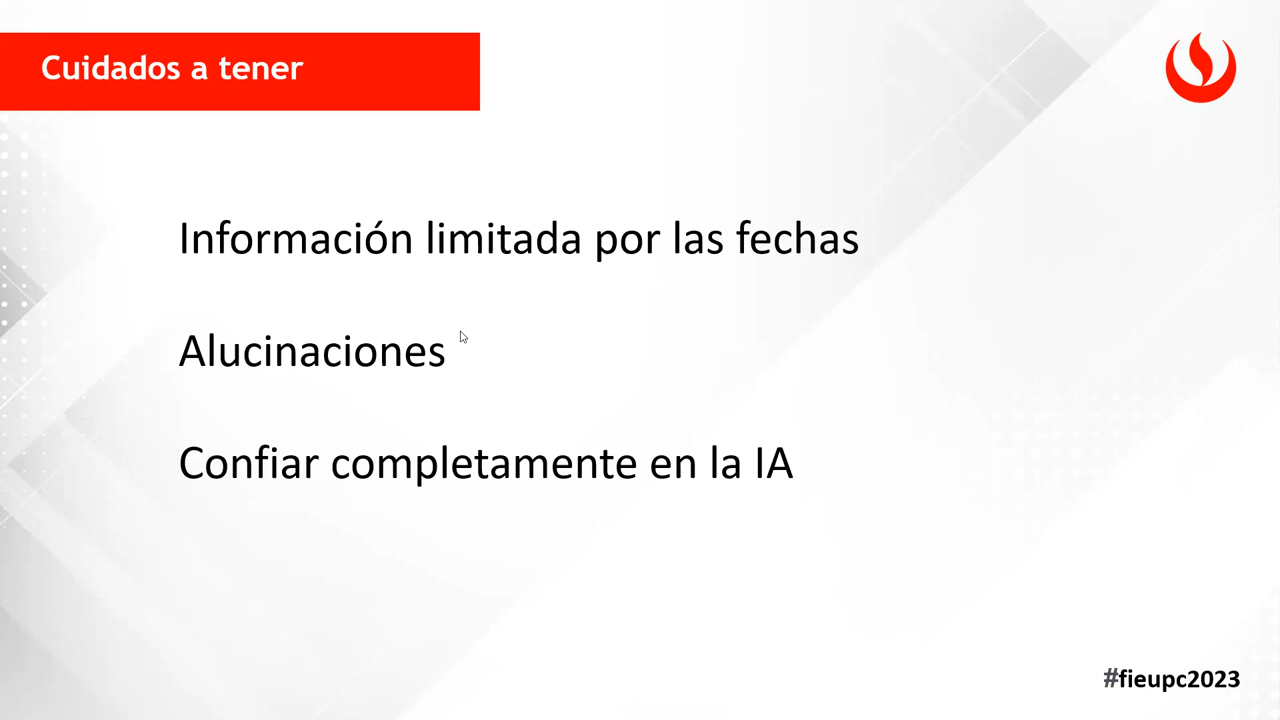 Cuidados a tener
Información limitada por las fechas
Alucinaciones
Confiar completamente en la IA
#fieupc2023